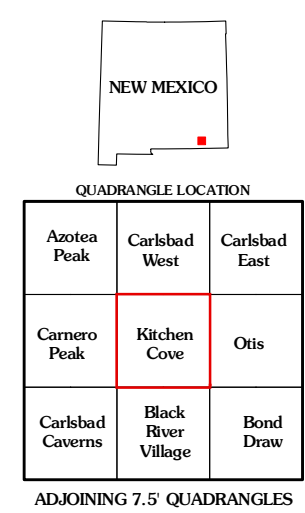 NEW MEXICO
QUADRANGLE LOCATION
Azotea
Peak
Carlsbad
West
Carlsbad
East
Carnero
Peak
Kitchen
Cove
Otis
Carlsbad
Caverns
Black
River
Village
Bond
Draw
ADJOINING 7.5' QUADRANGLES